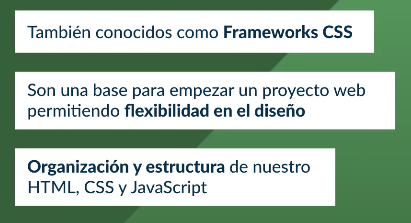 También conocidos como Frameworks CSS
Son una base para empezar un proyecto web
permitiendo flexibilidad en el diseño
Organización y estructura de nuestro
HTML, CSS y JavaScript